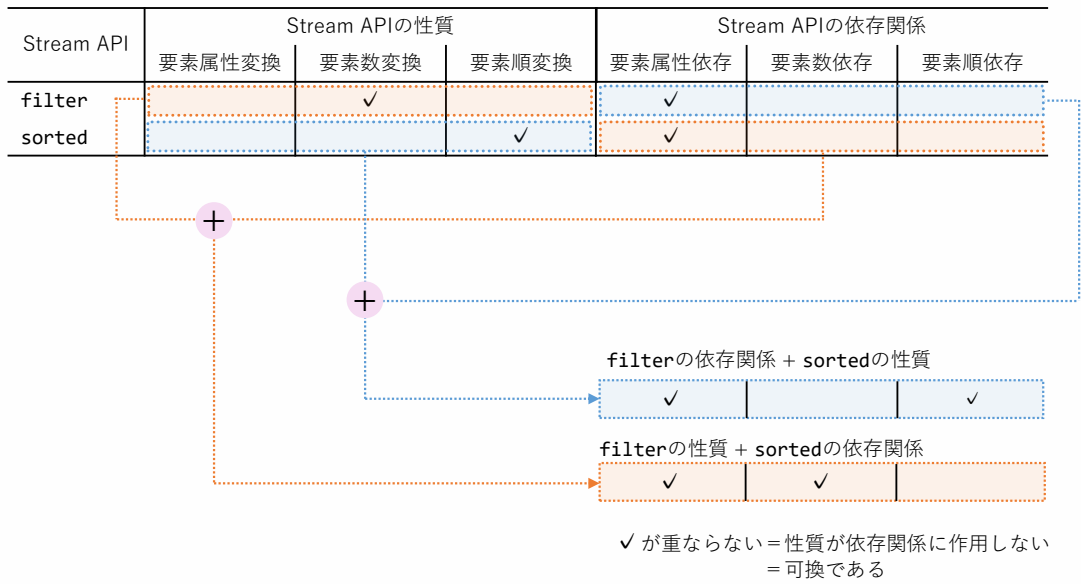 Stream API Stream APIの性質 Stream APIの依存関係
要素属性変換 要素数変換 要素順変換 要素属性依存 要素数依存 要素順依存
filter ✓ ✓
sorted ✓ ✓
+
+
filterの依存関係 + sortedの性質
✓ ✓
filterの性質 + sortedの依存関係
✓ ✓
✓ が重ならない＝性質が依存関係に作用しない
＝可換である